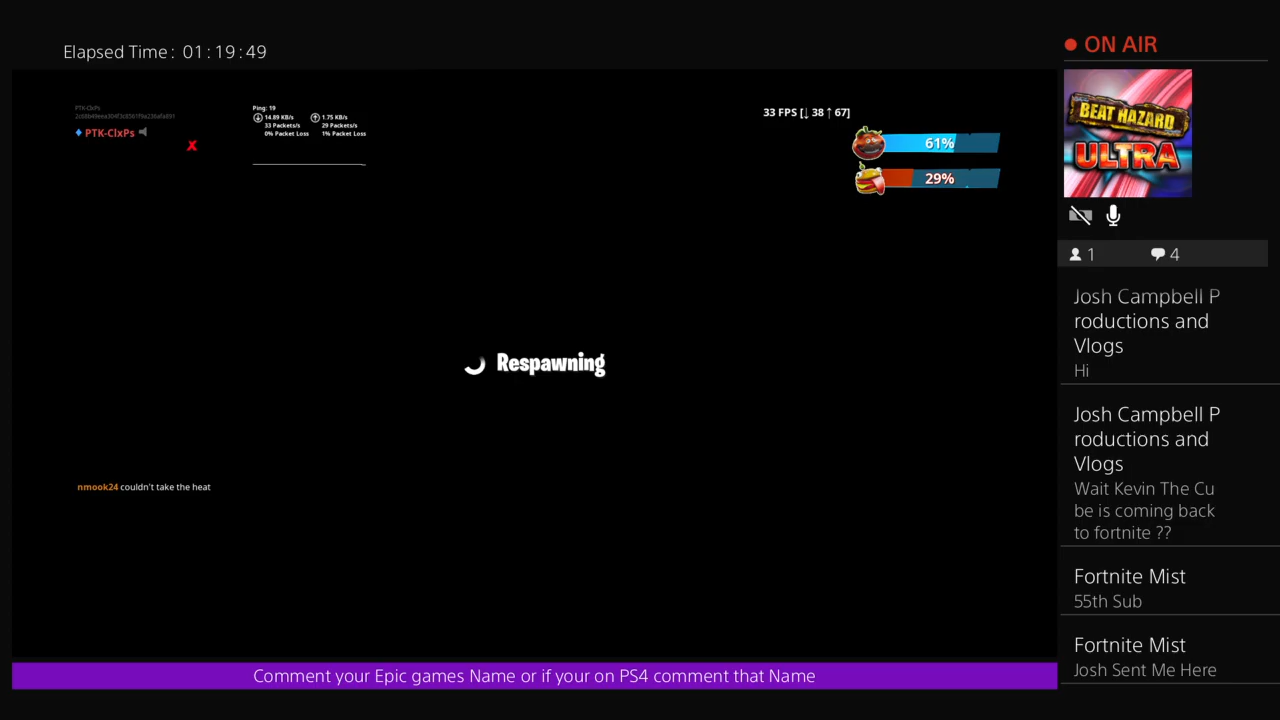 Elapsed Time: 01:19:49
ON AIR
PTK-ClxPs
PTK-ClxPs
X
Ping: 19
14.89 KB/s
1.75 KB/s
33 Packets/s
29 Packets/s
0% Packet Loss
1% Packet Loss
33 FPS [↓ 38 ↑ 67]
61%
29%
BEAT HAZARD
ULTRA
1
4
Respawning
nmook24 couldn't take the heat
Josh Campbell P
roductions and
Vlogs
Hi
Josh Campbell P
roductions and
Vlogs
Wait Kevin The Cu
be is coming back
to fortnite ??
Fortnite Mist
55th Sub
Fortnite Mist
Josh Sent Me Here
Comment your Epic games Name or if your on PS4 comment that Name